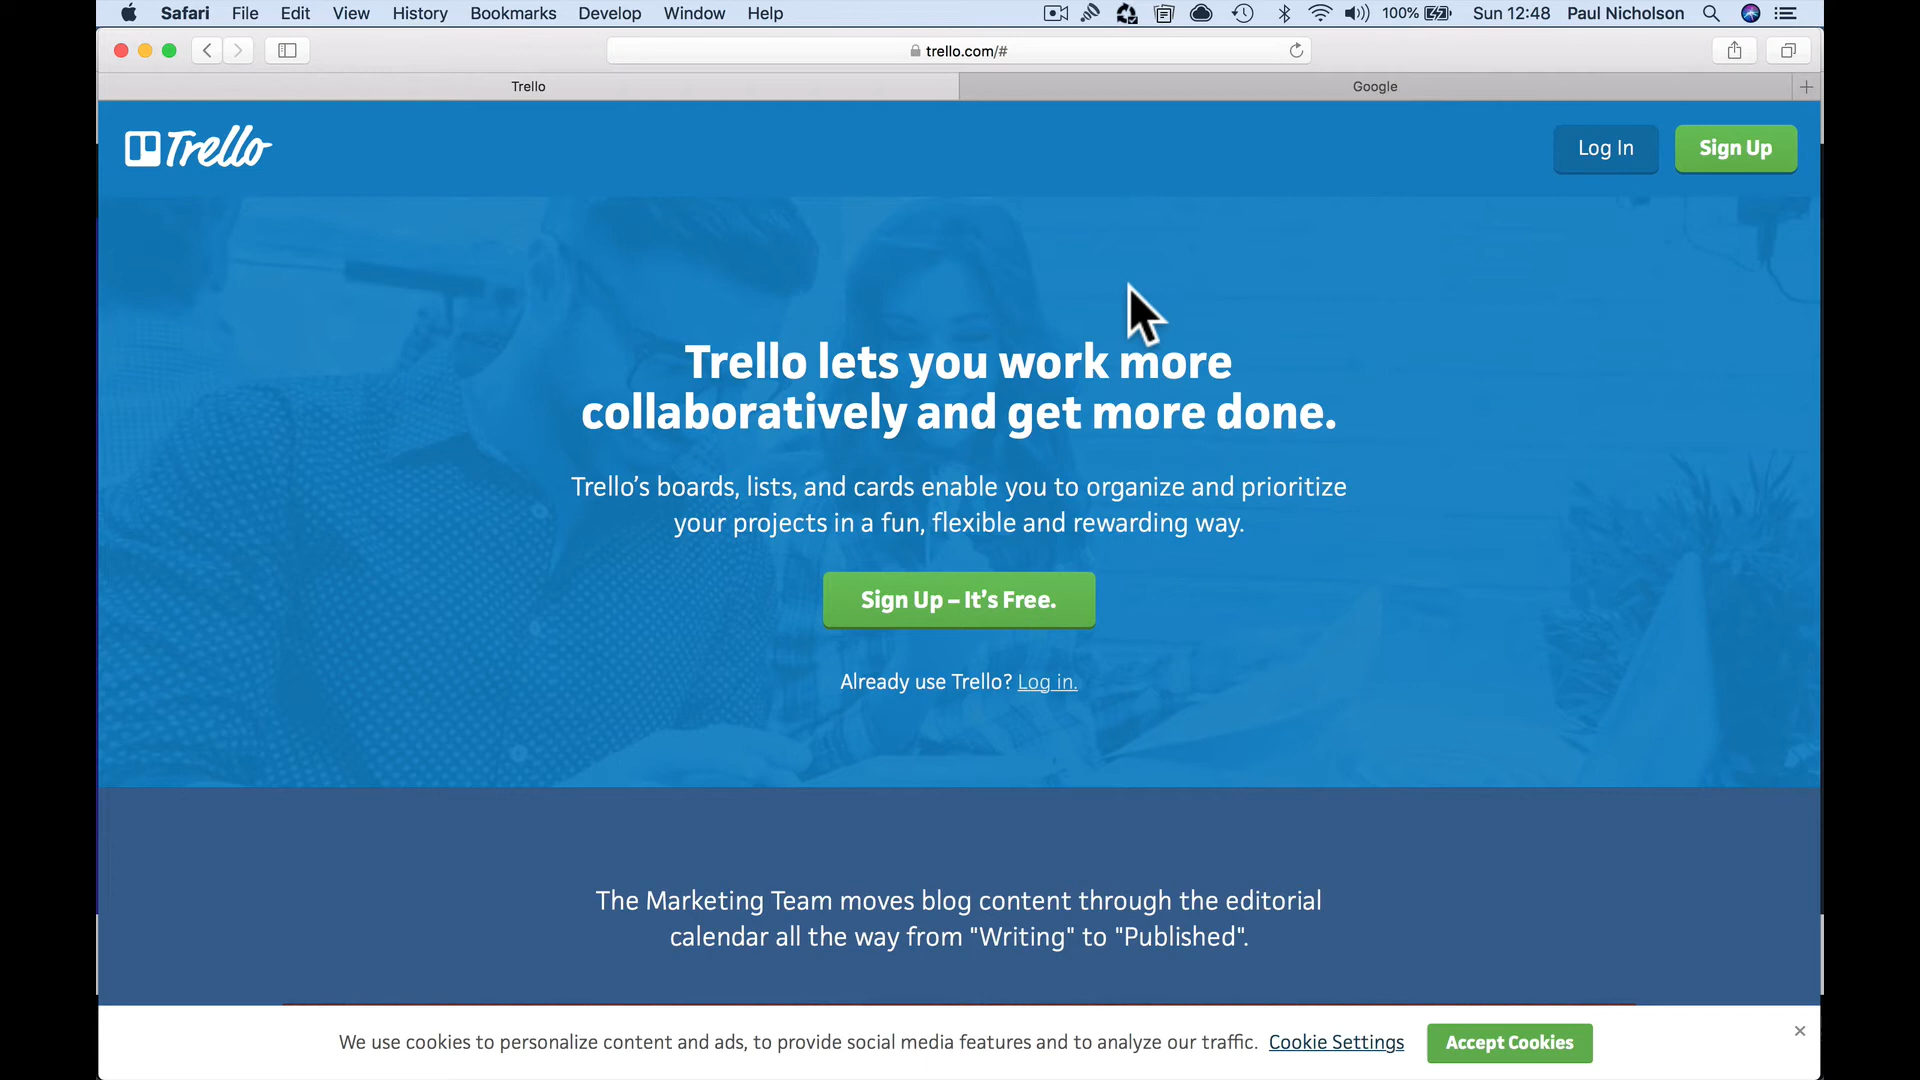 Safari File Edit View History Bookmarks Develop Window Help 100% Sun 12:48 Paul Nicholson
trello.com/#
Trello Google
Trello Log In Sign Up
Trello lets you work more
collaboratively and get more done.
Trello’s boards, lists, and cards enable you to organize and prioritize
your projects in a fun, flexible and rewarding way.
Sign Up – It’s Free.
Already use Trello? Log in.
The Marketing Team moves blog content through the editorial
calendar all the way from "Writing" to "Published".
We use cookies to personalize content and ads, to provide social media features and to analyze our traffic. Cookie Settings Accept Cookies